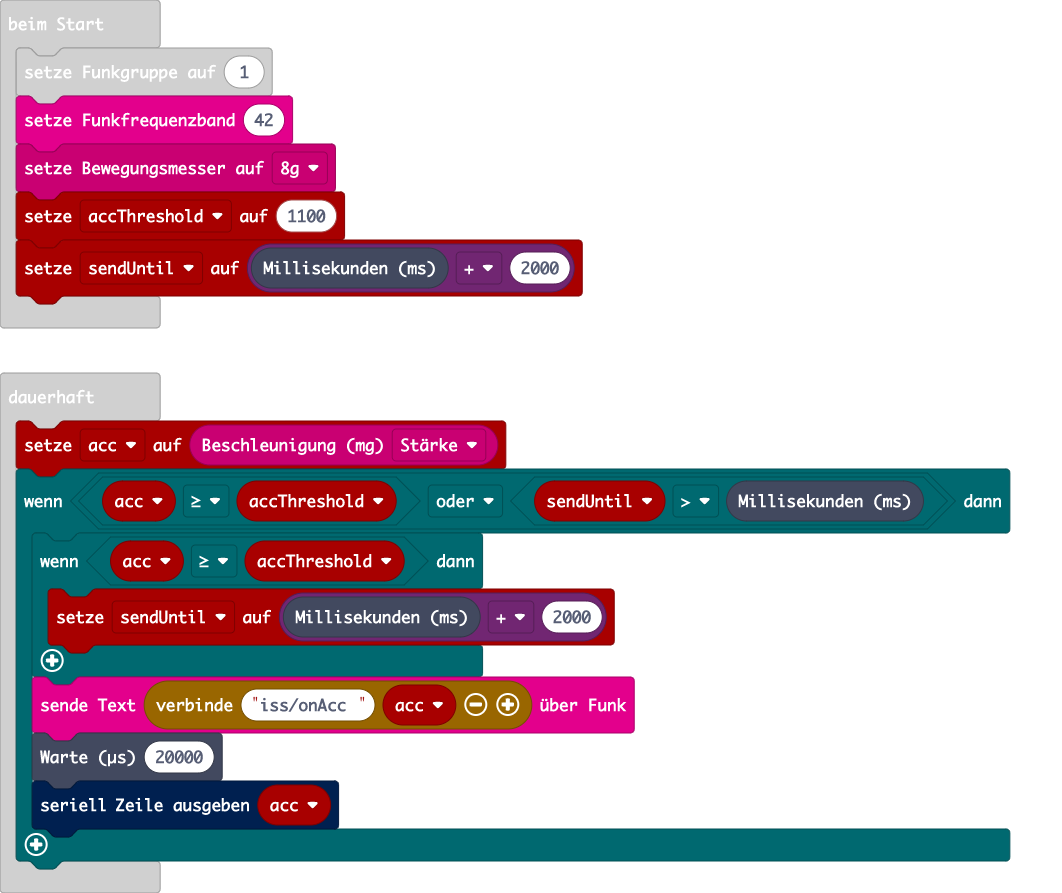 beim Start
setze Funkgruppe auf 1
setze Funkfrequenzband 42
setze Bewegungsmesser auf 8g
setze accThreshold auf 1100
setze sendUntil auf Millisekunden (ms) + 2000
dauerhaft
setze acc auf Beschleunigung (mg) Stärke
wenn acc ≥ accThreshold oder sendUntil > Millisekunden (ms) dann
wenn acc ≥ accThreshold dann
setze sendUntil auf Millisekunden (ms) + 2000
sende Text verbinde "iss/onAcc " acc über Funk
Warte (µs) 20000
seriell Zeile ausgeben acc